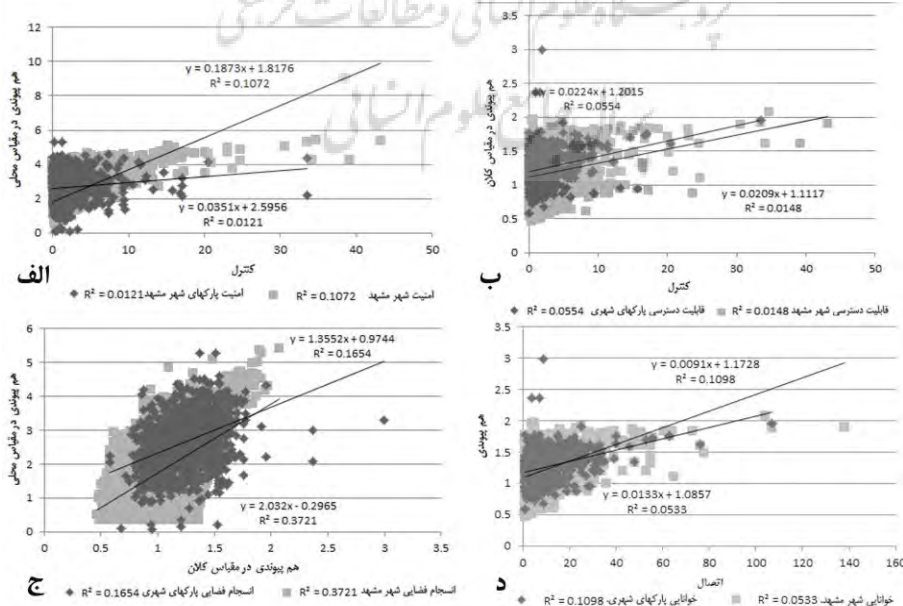 پژوهشگاه علوم انسانی و مطالعات فرهنگی
علوم انسانی
12
10
8
6
4
2
0
0 10 20 30 40 50
هم پیوندی در مقیاس محلی
y = 0.1873x + 1.8176
R² = 0.1072
y = 0.0351x + 2.5956
R² = 0.0121
کنترل
الف
امنیت پارکهای شهر مشهد R² = 0.0121
امنیت شهر مشهد R² = 0.1072
3.5
3
2.5
2
1.5
1
0.5
0
0 10 20 30 40 50
هم پیوندی در مقیاس کلان
y = 0.0224x + 1.2015
R² = 0.0554
y = 0.0209x + 1.1117
R² = 0.0148
کنترل
ب
قابلیت دسترسی پارکهای شهری R² = 0.0554
قابلیت دسترسی شهر مشهد R² = 0.0148
6
5
4
3
2
1
0
0 0.5 1 1.5 2 2.5 3 3.5
هم پیوندی در مقیاس محلی
y = 1.3552x + 0.9744
R² = 0.1654
y = 2.032x - 0.2965
R² = 0.3721
هم پیوندی در مقیاس کلان
ج
انسجام فضایی پارکهای شهری R² = 0.1654
انسجام فضایی شهر مشهد R² = 0.3721
3.5
3
2.5
2
1.5
1
0.5
0
0 20 40 60 80 100 120 140 160
هم پیوندی
y = 0.0091x + 1.1728
R² = 0.1098
y = 0.0133x + 1.0857
R² = 0.0533
اتصال
د
خوانایی پارکهای شهری. R² = 0.1098
خوانایی شهر مشهد R² = 0.0533